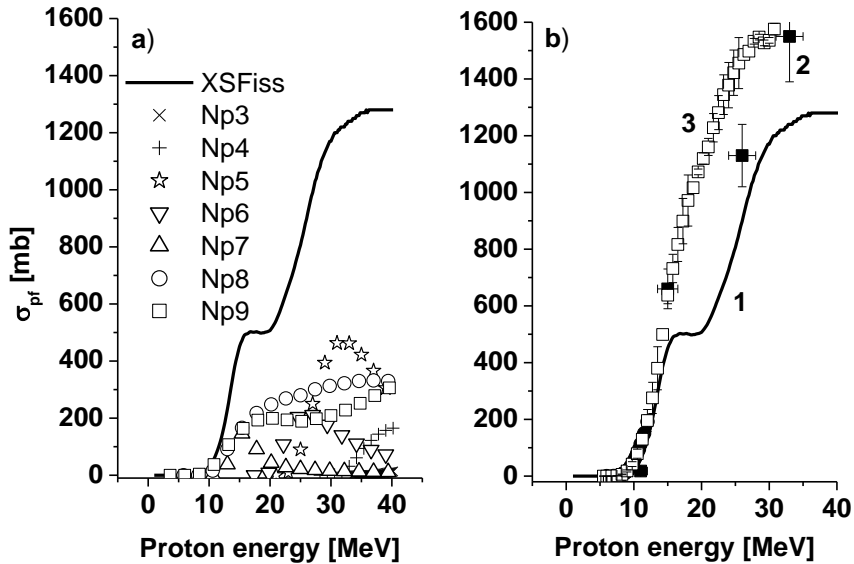 a)
XSFiss
Np3
Np4
Np5
Np6
Np7
Np8
Np9
σpf [mb]
1600
1400
1200
1000
800
600
400
200
0
0 10 20 30 40
Proton energy [MeV]
b)
2
3
1
1600
1400
1200
1000
800
600
400
200
0
0 10 20 30 40
Proton energy [MeV]